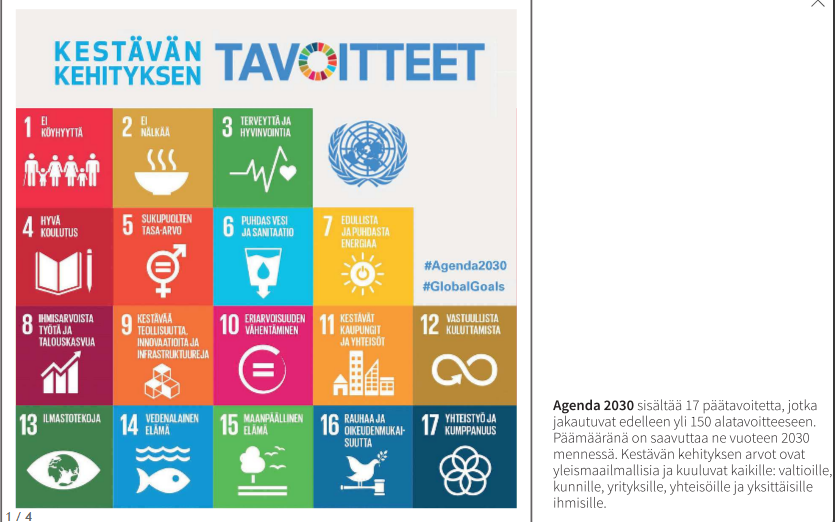 KESTÄVÄN
KEHITYKSEN
TAVOITTEET
1 EI
KÖYHYYTTÄ
2 EI
NÄLKÄÄ
3 TERVEYTTÄ JA
HYVINVOINTIA
4 HYVÄ
KOULUTUS
5 SUKUPUOLTEN
TASA-ARVO
6 PUHDAS VESI
JA SANITAATIO
7 EDULLISTA
JA PUHDASTA
ENERGIAA
#Agenda2030
#GlobalGoals
8 IHMISARVOISTA
TYÖTÄ JA
TALOUSKASVUA
9 KESTÄVÄÄ
TEOLLISUUTTA,
INNOVAATIOITA JA
INFRASTRUKTUUREJA
10 ERIARVOISUUDEN
VÄHENTÄMINEN
11 KESTÄVÄT
KAUPUNGIT
JA YHTEISÖT
12 VASTUULLISTA
KULUTTAMISTA
13 ILMASTOTEKOJA
14 VEDENALAINEN
ELÄMÄ
15 MAANPÄÄLLINEN
ELÄMÄ
16 RAUHAA JA
OIKEUDENMUKAI-
SUUTTA
17 YHTEISTYÖ JA
KUMPPANUUS
1 / 4
Agenda 2030 sisältää 17 päätavoitetta, jotka
jakautuvat edelleen yli 150 alatavoitteeseen.
Päämääränä on saavuttaa ne vuoteen 2030
mennessä. Kestävän kehityksen arvot ovat
yleismaailmallisia ja kuuluvat kaikille: valtioille,
kunnille, yrityksille, yhteisöille ja yksittäisille
ihmisille.